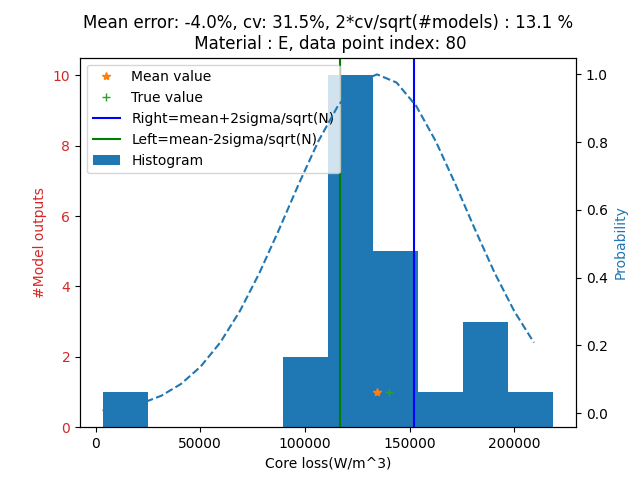 Mean error: -4.0%, cv: 31.5%, 2*cv/sqrt(#models) : 13.1 %
Material : E, data point index: 80
Mean value
True value
Right=mean+2sigma/sqrt(N)
Left=mean-2sigma/sqrt(N)
Histogram
#Model outputs
10
8
6
4
2
0
1.0
0.8
0.6
0.4
0.2
0.0
Probability
0
50000
100000
150000
200000
Core loss(W/m^3)